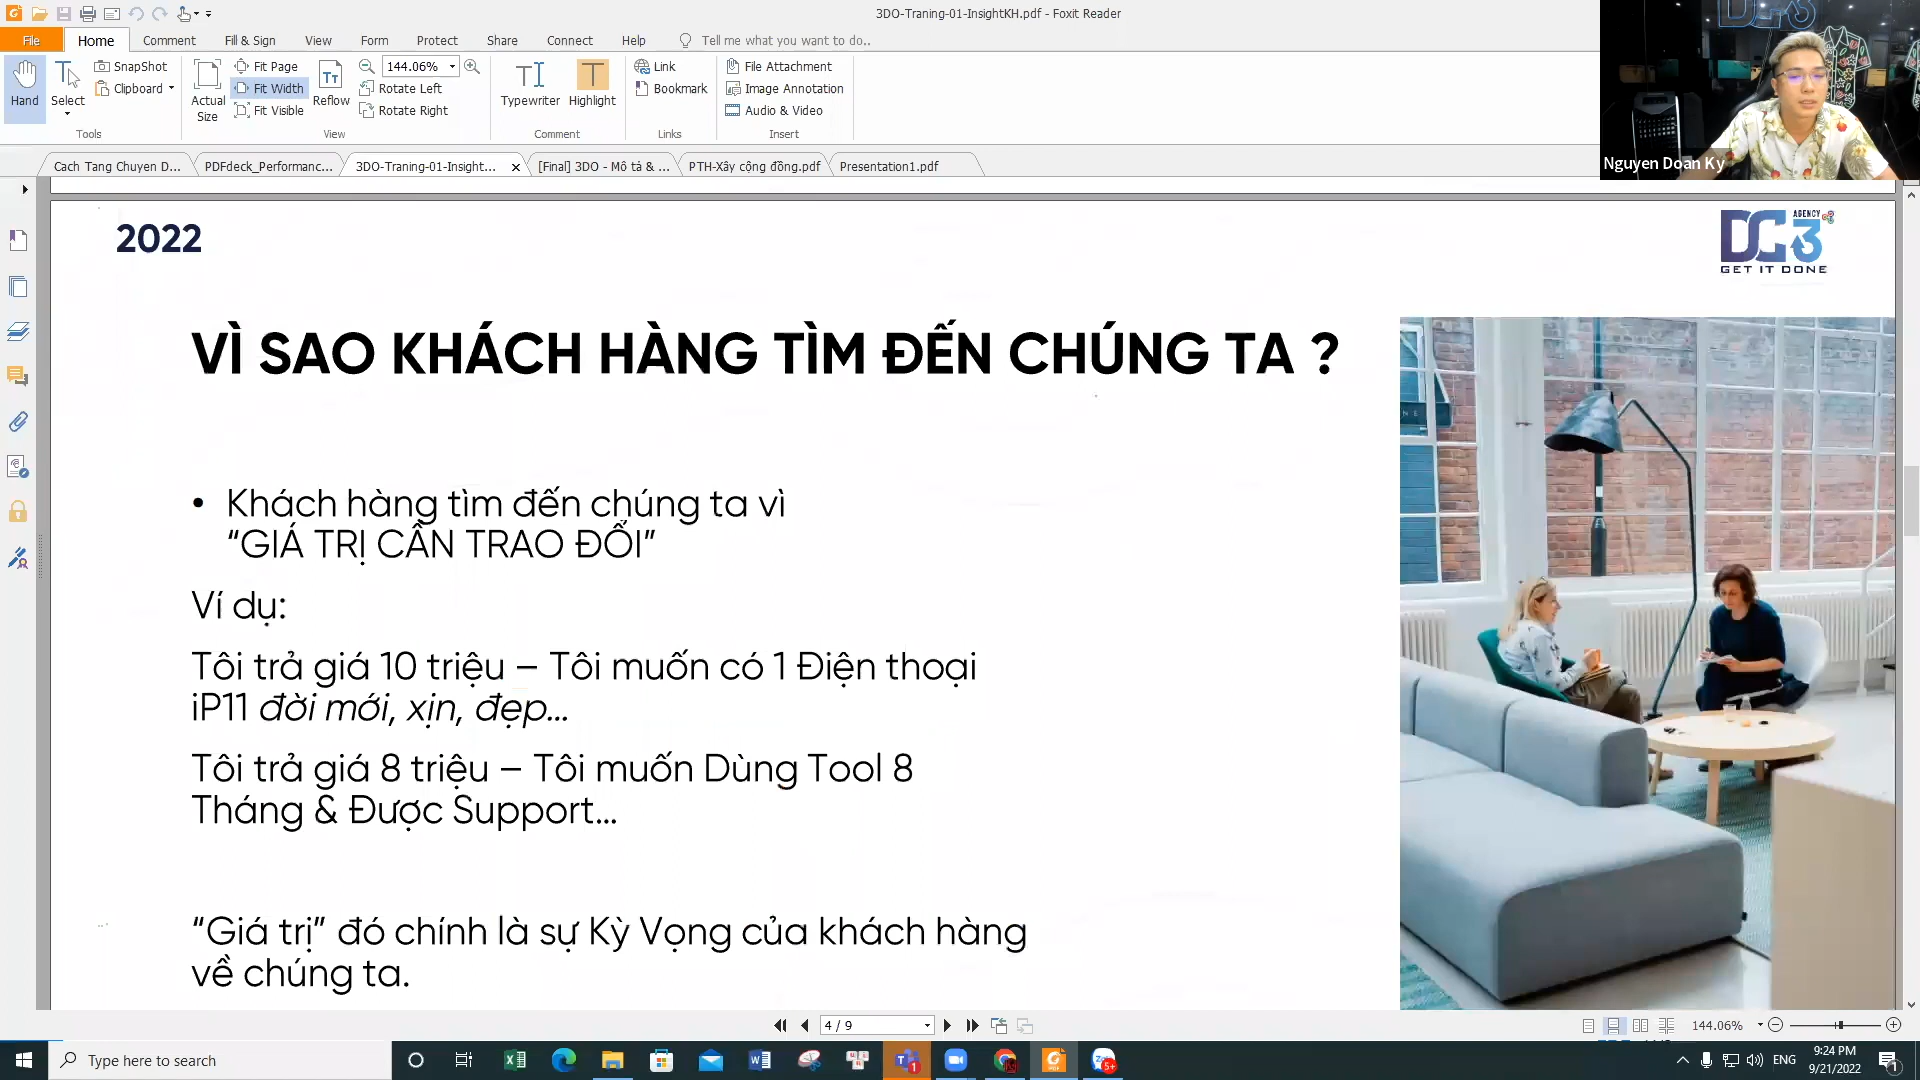 3DO-Traning-01-InsightKH.pdf - Foxit Reader
File Home Comment Fill & Sign View Form Protect Share Connect Help Tell me what you want to do..
Hand
Select
SnapShot
Clipboard
Tools
Actual Size
Fit Page
Fit Width
Fit Visible
Reflow
144.06%
Rotate Left
Rotate Right
View
Typewriter
Highlight
Comment
Link
Bookmark
Links
File Attachment
Image Annotation
Audio & Video
Insert
Nguyen Doan Ky
Cach Tang Chuyen D... PDFdeck_Performanc... 3DO-Traning-01-Insight... [Final] 3DO - Mô tả & ... PTH-Xây cộng đồng.pdf Presentation1.pdf
2022
AGENCY
GET IT DONE
VÌ SAO KHÁCH HÀNG TÌM ĐẾN CHÚNG TA ?
• Khách hàng tìm đến chúng ta vì
“GIÁ TRỊ CẦN TRAO ĐỔI”
Ví dụ:
Tôi trả giá 10 triệu – Tôi muốn có 1 Điện thoại
iP11 đời mới, xịn, đẹp...
Tôi trả giá 8 triệu – Tôi muốn Dùng Tool 8
Tháng & Được Support...
“Giá trị” đó chính là sự Kỳ Vọng của khách hàng
về chúng ta.
4 / 9
144.06%
Type here to search
ENG
9:24 PM
9/21/2022